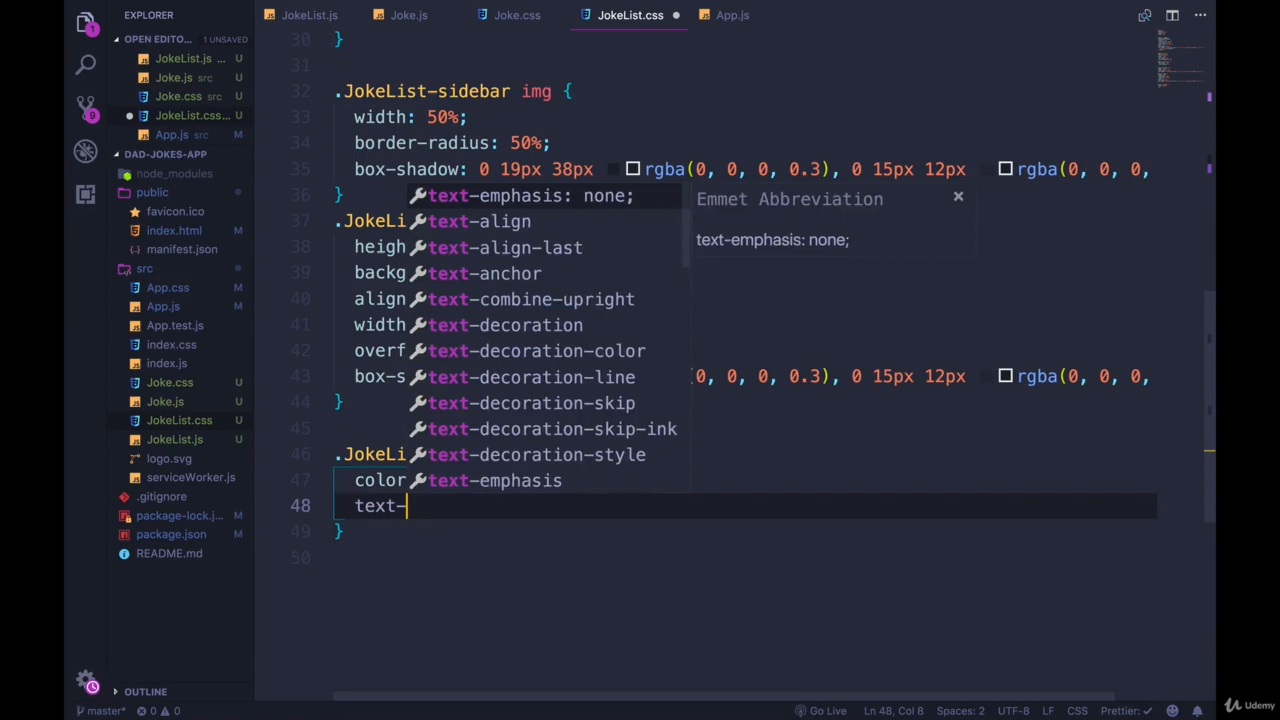 EXPLORER
OPEN EDITO... 1 UNSAVED
JokeList.js ... U
Joke.js src U
Joke.css src U
JokeList.css... U
App.js src M
DAD-JOKES-APP
node_modules
public
favicon.ico
index.html M
manifest.json
src
App.css M
App.js M
App.test.js
index.css
index.js
Joke.css U
Joke.js U
JokeList.css U
JokeList.js U
logo.svg
serviceWorker.js
.gitignore
package-lock.j... M
package.json M
README.md
OUTLINE
1
9
JokeList.js Joke.js Joke.css JokeList.css App.js
30 }
31
32 .JokeList-sidebar img {
33 width: 50%;
34 border-radius: 50%;
35 box-shadow: 0 19px 38px rgba(0, 0, 0, 0.3), 0 15px 12px rgba(0, 0, 0,
36 }
37 .JokeLi
38 heigh
39 backg
40 align
41 width
42 overf
43 box-s (0, 0, 0, 0.3), 0 15px 12px rgba(0, 0, 0,
44 }
45
46 .JokeLi
47 color
48 text-
49 }
50
text-emphasis: none;
text-align
text-align-last
text-anchor
text-combine-upright
text-decoration
text-decoration-color
text-decoration-line
text-decoration-skip
text-decoration-skip-ink
text-decoration-style
text-emphasis
Emmet Abbreviation
text-emphasis: none;
master* 0 0 Go Live Ln 48, Col 8 Spaces: 2 UTF-8 LF CSS Prettier: ✓
Udemy